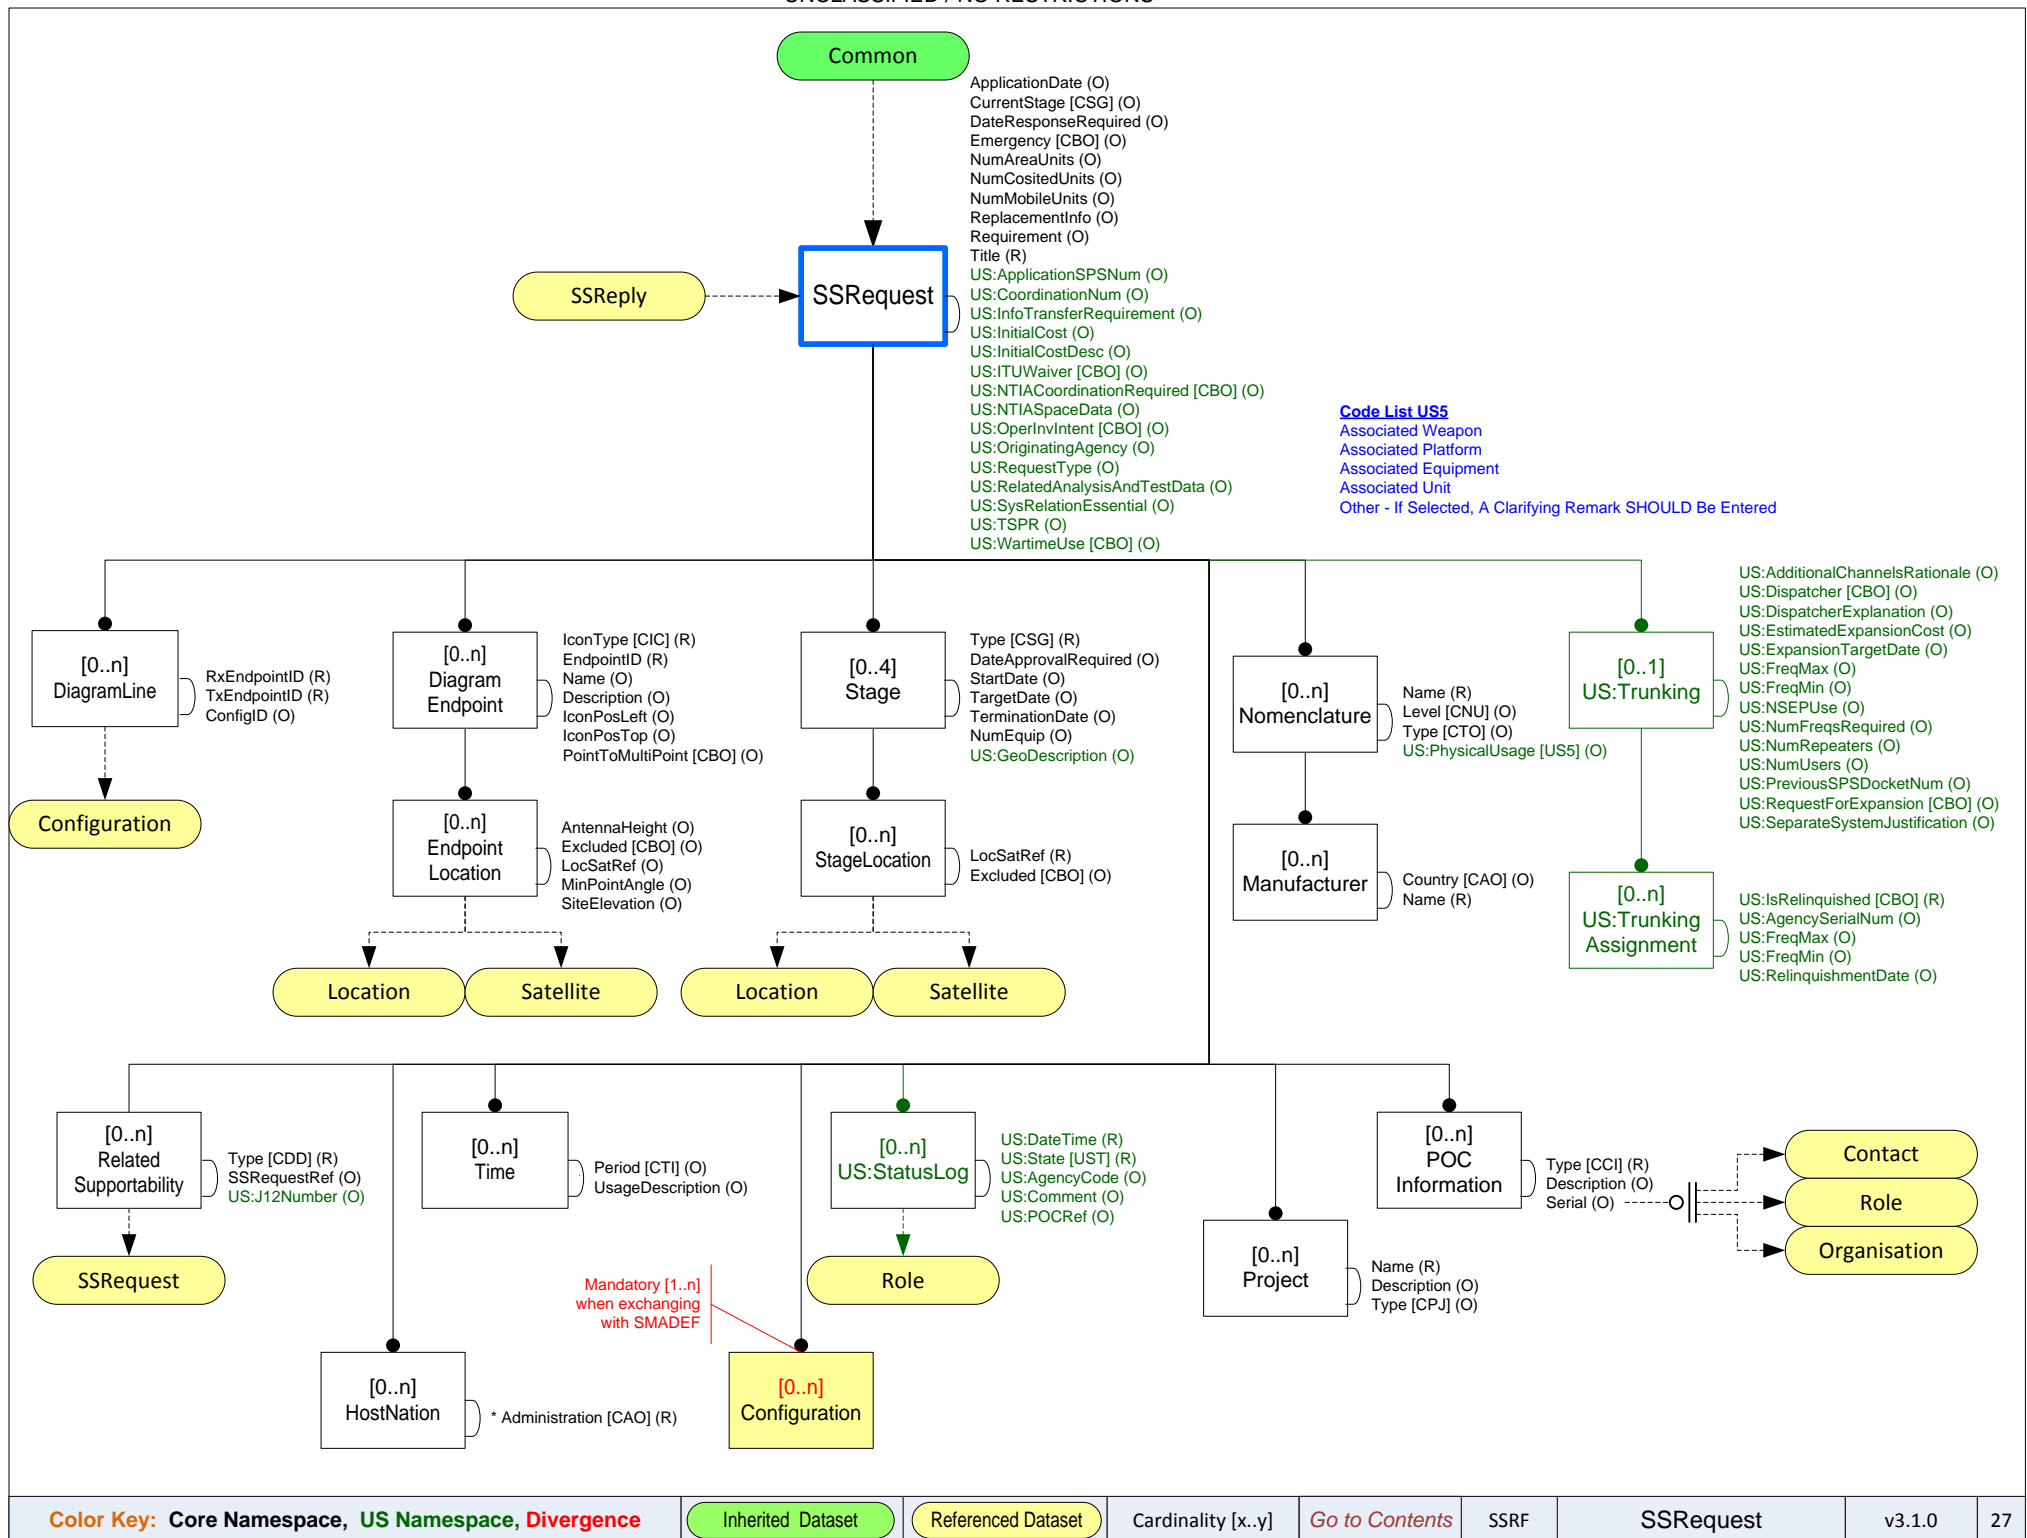 UNCLASSIFIED / NO RESTRICTIONS
Common
ApplicationDate (O)
CurrentStage [CSG] (O)
DateResponseRequired (O)
Emergency [CBO] (O)
NumAreaUnits (O)
NumCositedUnits (O)
NumMobileUnits (O)
ReplacementInfo (O)
Requirement (O)
Title (R)
US:ApplicationSPSNum (O)
US:CoordinationNum (O)
US:InfoTransferRequirement (O)
US:InitialCost (O)
US:InitialCostDesc (O)
US:ITUWaiver [CBO] (O)
US:NTIACoordinationRequired [CBO] (O)
US:NTIASpaceData (O)
US:OperInvIntent [CBO] (O)
US:OriginatingAgency (O)
US:RequestType (O)
US:RelatedAnalysisAndTestData (O)
US:SysRelationEssential (O)
US:TSPR (O)
US:WartimeUse [CBO] (O)
SSReply
SSRequest
Code List US5
Associated Weapon
Associated Platform
Associated Equipment
Associated Unit
Other - If Selected, A Clarifying Remark SHOULD Be Entered
[0..n]
DiagramLine
RxEndpointID (R)
TxEndpointID (R)
ConfigID (O)
Configuration
[0..n]
Diagram
Endpoint
IconType [CIC] (R)
EndpointID (R)
Name (O)
Description (O)
IconPosLeft (O)
IconPosTop (O)
PointToMultiPoint [CBO] (O)
[0..n]
Endpoint
Location
AntennaHeight (O)
Excluded [CBO] (O)
LocSatRef (O)
MinPointAngle (O)
SiteElevation (O)
Location
Satellite
[0..4]
Stage
Type [CSG] (R)
DateApprovalRequired (O)
StartDate (O)
TargetDate (O)
TerminationDate (O)
NumEquip (O)
US:GeoDescription (O)
[0..n]
StageLocation
LocSatRef (R)
Excluded [CBO] (O)
Location
Satellite
[0..n]
Nomenclature
Name (R)
Level [CNU] (O)
Type [CTO] (O)
US:PhysicalUsage [US5] (O)
[0..n]
Manufacturer
Country [CAO] (O)
Name (R)
[0..1]
US:Trunking
US:AdditionalChannelsRationale (O)
US:Dispatcher [CBO] (O)
US:DispatcherExplanation (O)
US:EstimatedExpansionCost (O)
US:ExpansionTargetDate (O)
US:FreqMax (O)
US:FreqMin (O)
US:NSEPUse (O)
US:NumFreqsRequired (O)
US:NumRepeaters (O)
US:NumUsers (O)
US:PreviousSPSDocketNum (O)
US:RequestForExpansion [CBO] (O)
US:SeparateSystemJustification (O)
[0..n]
US:Trunking
Assignment
US:IsRelinquished [CBO] (R)
US:AgencySerialNum (O)
US:FreqMax (O)
US:FreqMin (O)
US:RelinquishmentDate (O)
[0..n]
Related
Supportability
Type [CDD] (R)
SSRequestRef (O)
US:J12Number (O)
SSRequest
[0..n]
Time
Period [CTI] (O)
UsageDescription (O)
[0..n]
US:StatusLog
US:DateTime (R)
US:State [UST] (R)
US:AgencyCode (O)
US:Comment (O)
US:POCRef (O)
Role
[0..n]
POC
Information
Type [CCI] (R)
Description (O)
Serial (O)
Contact
Role
Organisation
[0..n]
Project
Name (R)
Description (O)
Type [CPJ] (O)
Mandatory [1..n]
when exchanging
with SMADEF
[0..n]
HostNation
* Administration [CAO] (R)
[0..n]
Configuration
Color Key: Core Namespace, US Namespace, Divergence
Inherited Dataset
Referenced Dataset
Cardinality [x..y]
Go to Contents
SSRF
SSRequest
v3.1.0
27